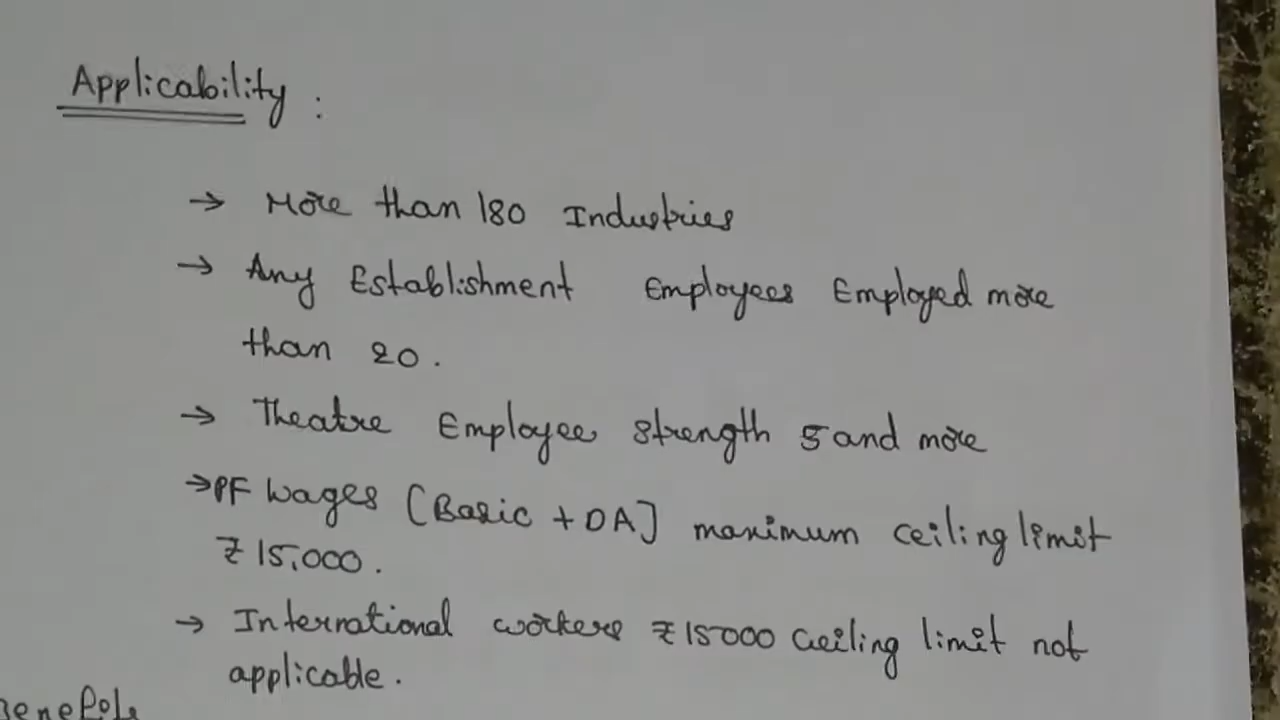 Applicability :
→ More than 180 Industries
→ Any Establishment Employees Employed more
than 20.
→ Theatre Employee strength 5 and more
→ PF Wages [Basic + DA] maximum ceiling limit
₹ 15,000.
→ International workers ₹ 15000 Ceiling limit not
applicable.